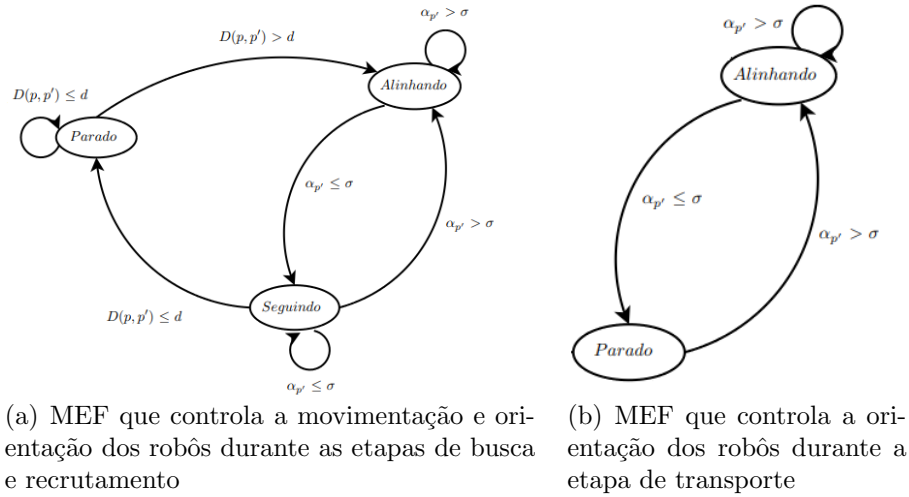 α_{p'} > σ
D(p, p') > d
Alinhando
D(p, p') ≤ d
Parado
α_{p'} ≤ σ
α_{p'} > σ
Seguindo
D(p, p') ≤ d
α_{p'} ≤ σ
(a) MEF que controla a movimentação e ori-
entação dos robôs durante as etapas de busca
e recrutamento
α_{p'} > σ
Alinhando
α_{p'} ≤ σ
α_{p'} > σ
Parado
(b) MEF que controla a ori-
entação dos robôs durante a
etapa de transporte